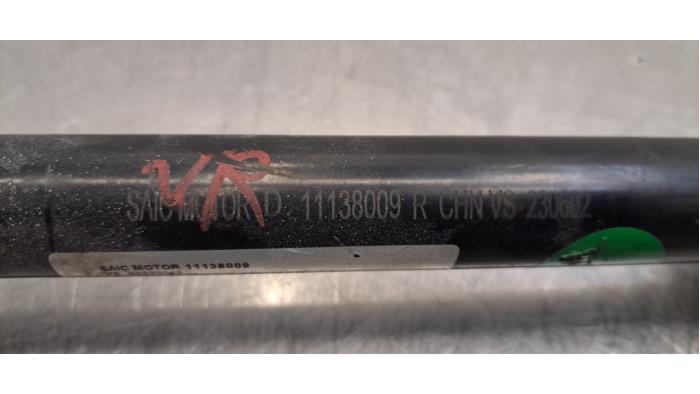 VR
SAIC MOTOR D 11138009 R CHN VS 230602
SAIC MOTOR 11138009